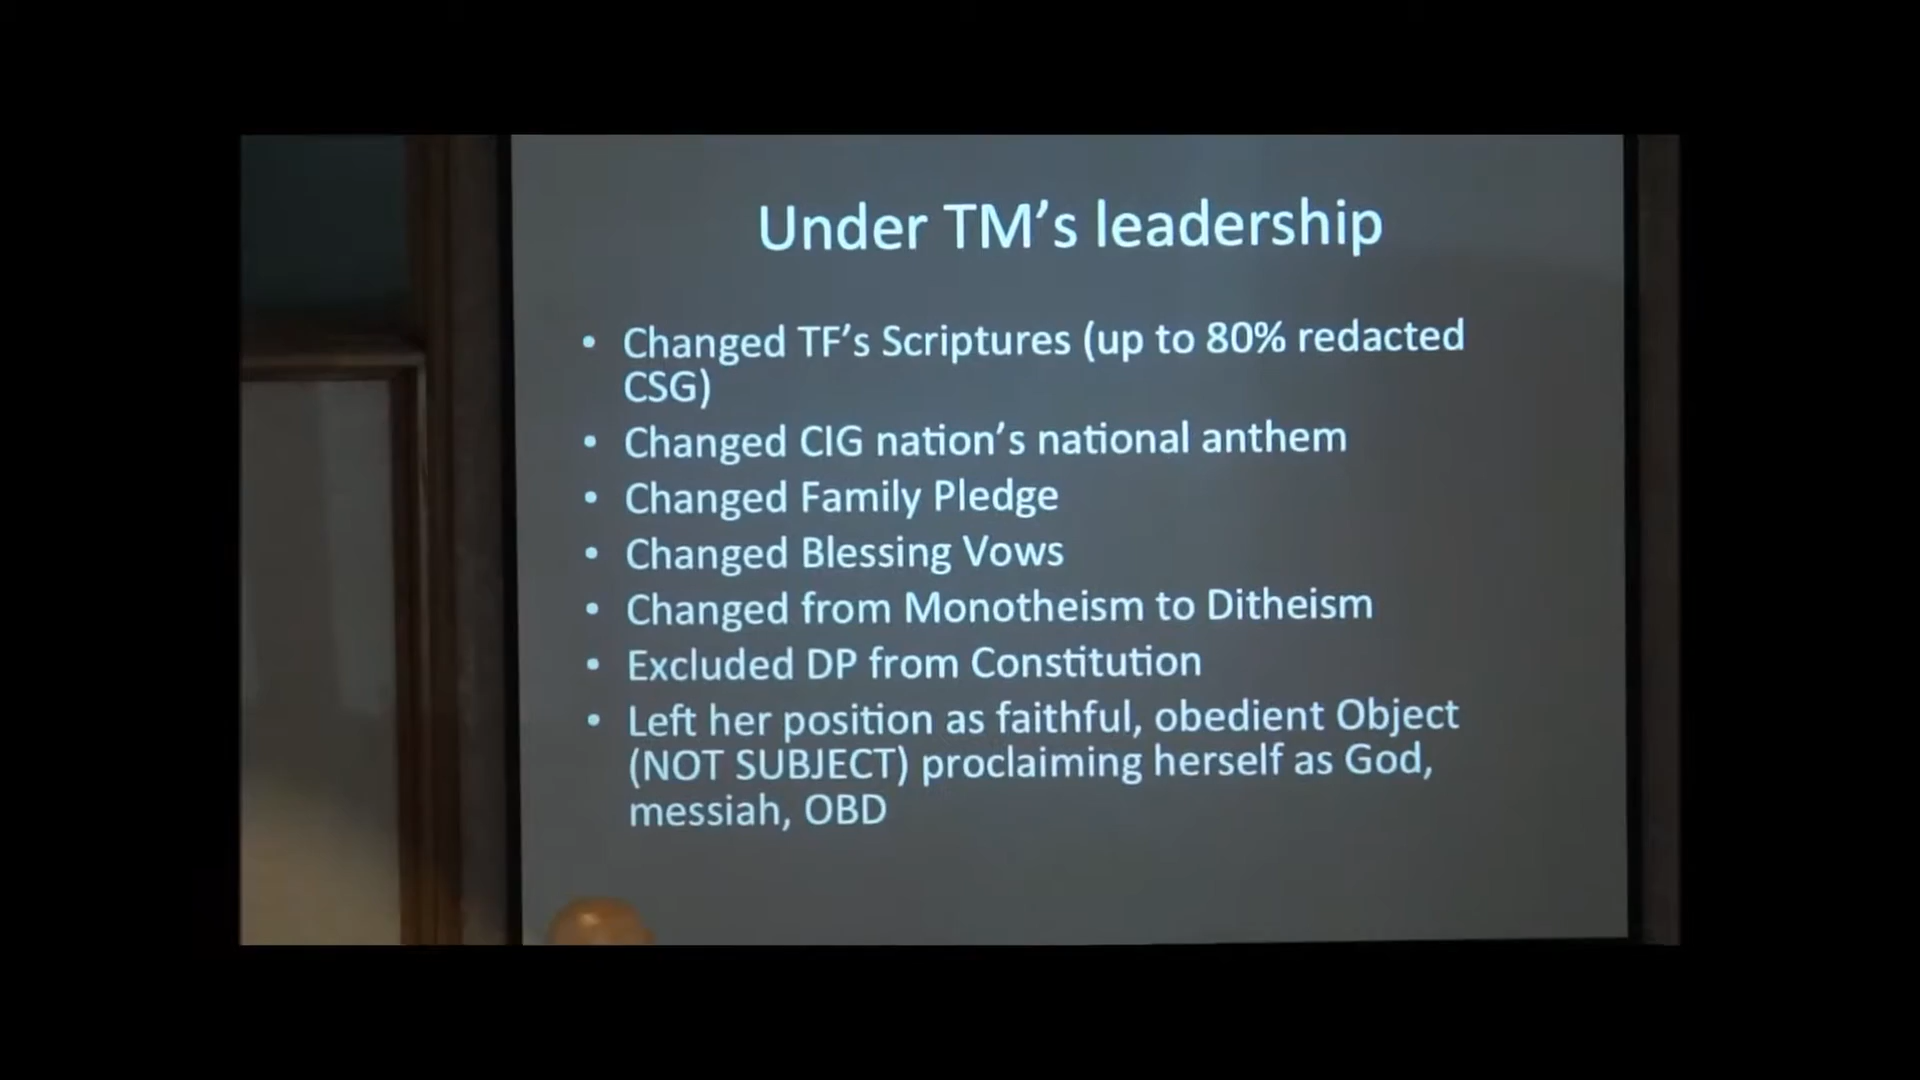 Under TM’s leadership
• Changed TF’s Scriptures (up to 80% redacted
CSG)
• Changed CIG nation’s national anthem
• Changed Family Pledge
• Changed Blessing Vows
• Changed from Monotheism to Ditheism
• Excluded DP from Constitution
• Left her position as faithful, obedient Object
(NOT SUBJECT) proclaiming herself as God,
messiah, OBD